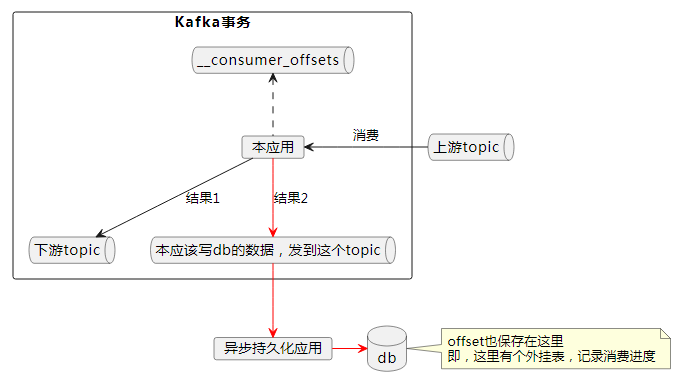 Kafka事务
__consumer_offsets
本应用
消费
上游topic
结果1
结果2
下游topic
本应该写db的数据，发到这个topic
异步持久化应用
db
offset也保存在这里
即，这里有个外挂表，记录消费进度